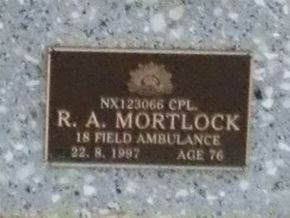 NX123066 CPL.
R. A. MORTLOCK
18 FIELD AMBULANCE
22. 8. 1997 AGE 76